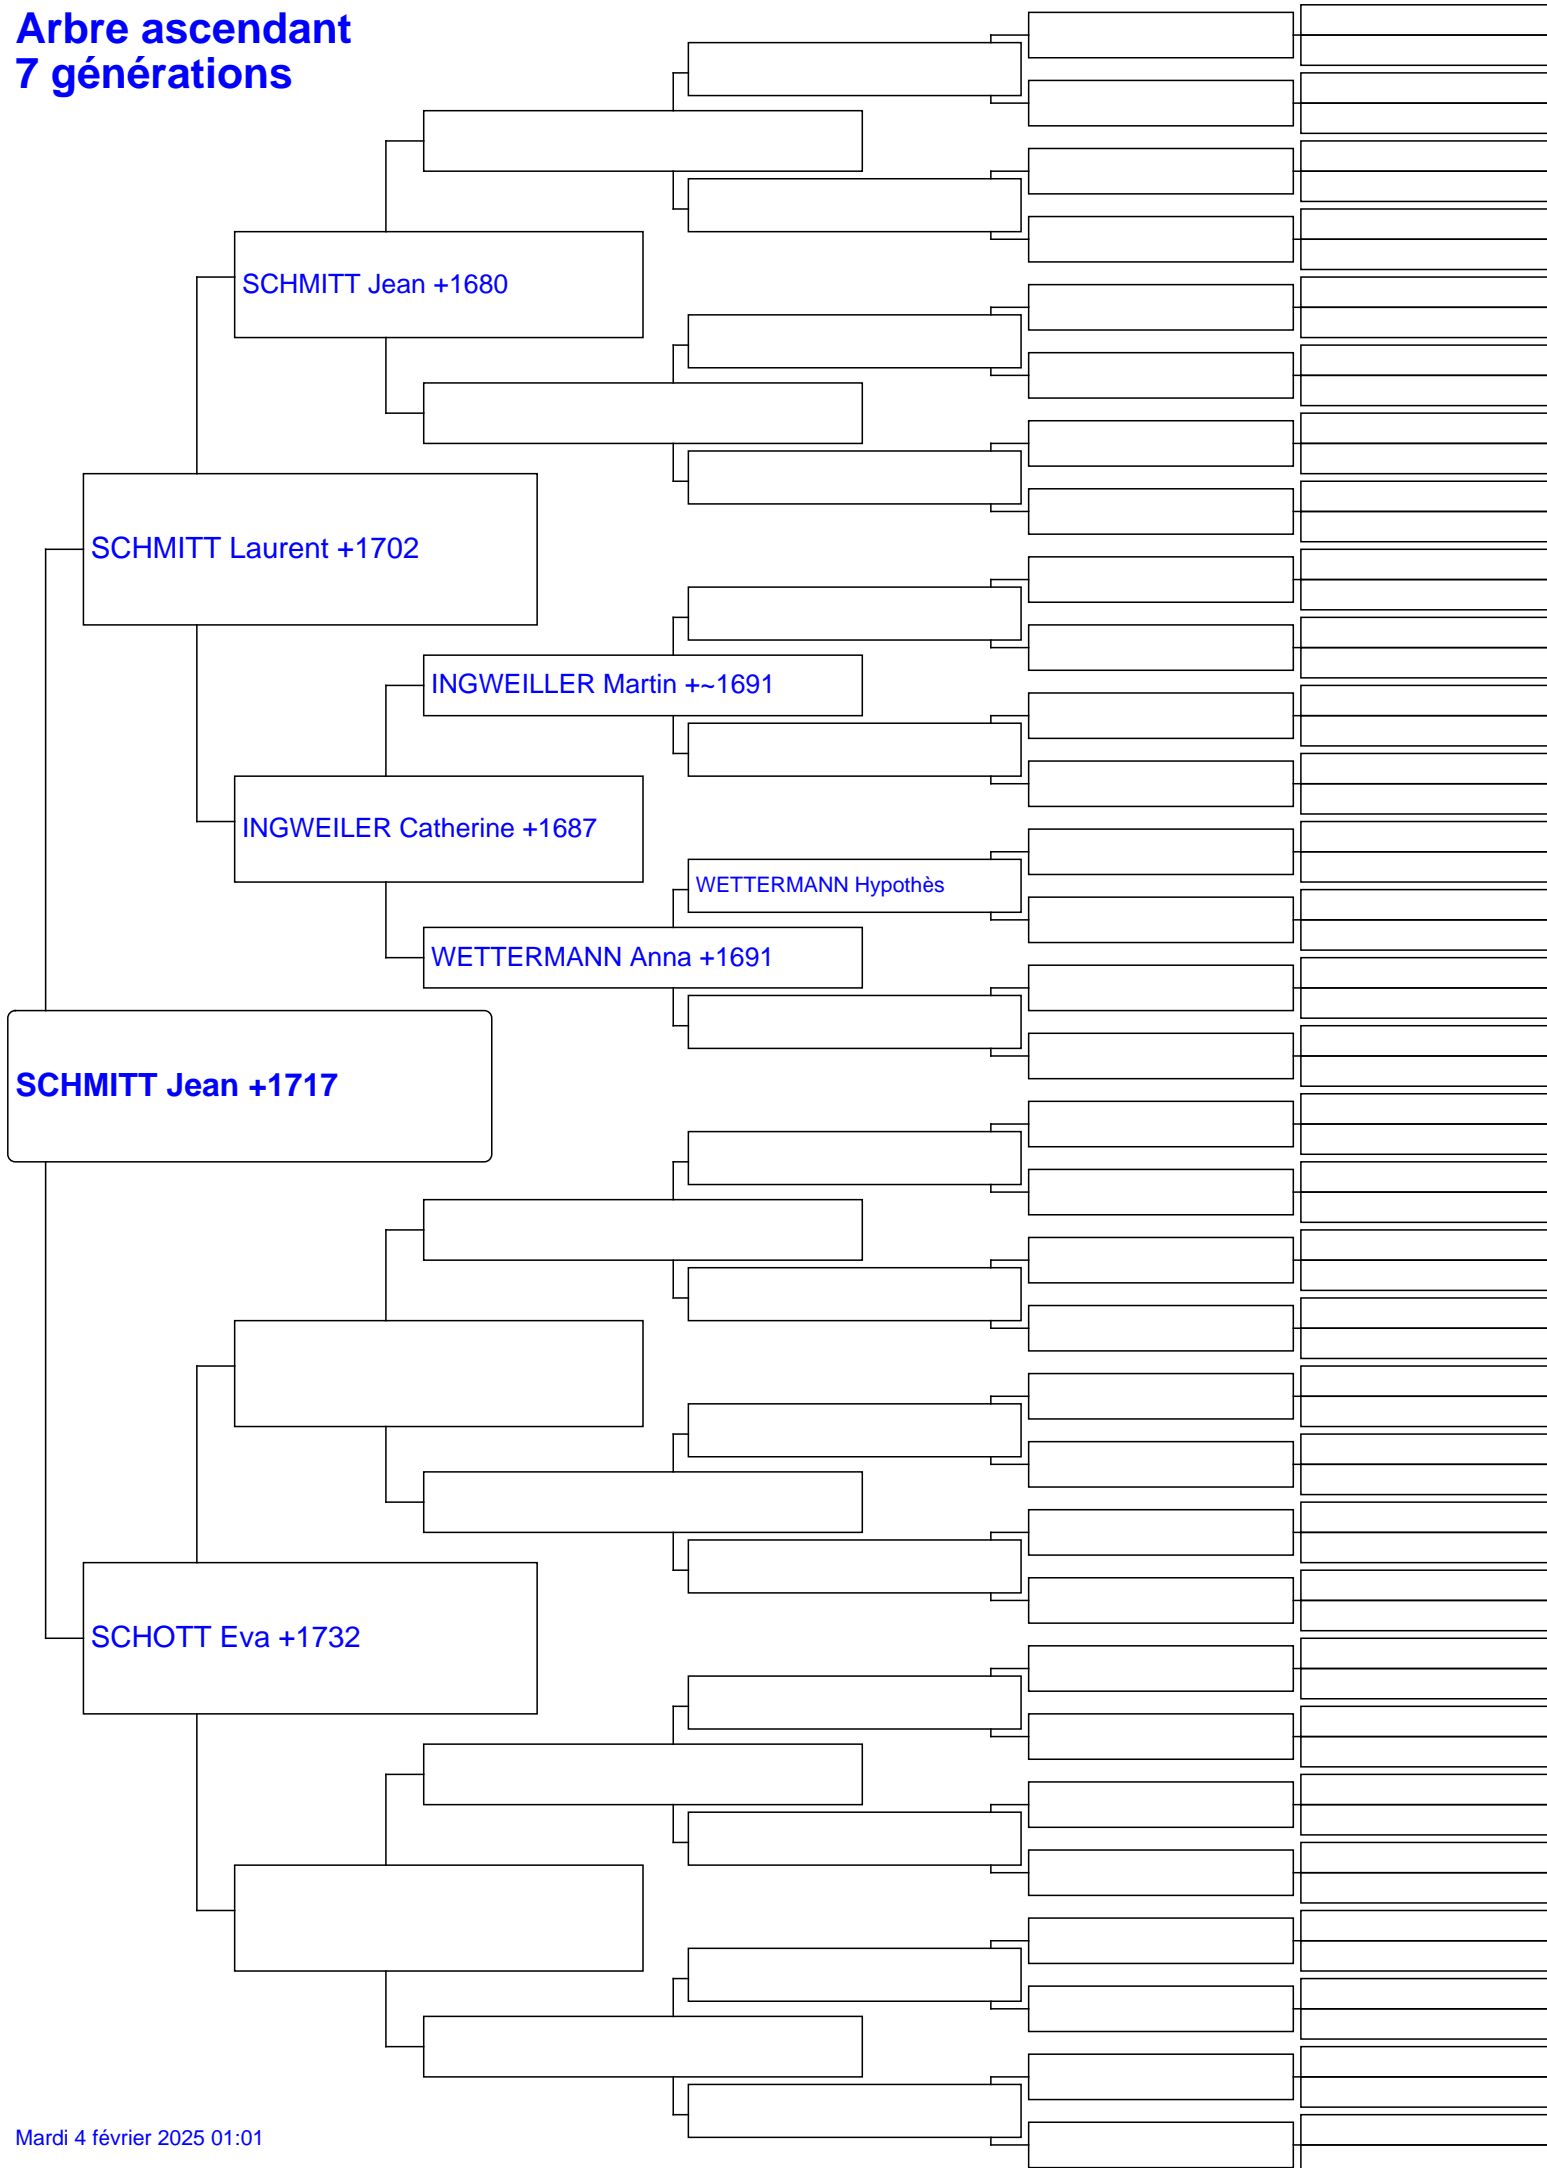 Arbre ascendant
7 générations
SCHMITT Jean +1680
SCHMITT Laurent +1702
INGWEILLER Martin +~1691
INGWEILER Catherine +1687
WETTERMANN Hypothès
WETTERMANN Anna +1691
SCHMITT Jean +1717
SCHOTT Eva +1732
Mardi 4 février 2025 01:01